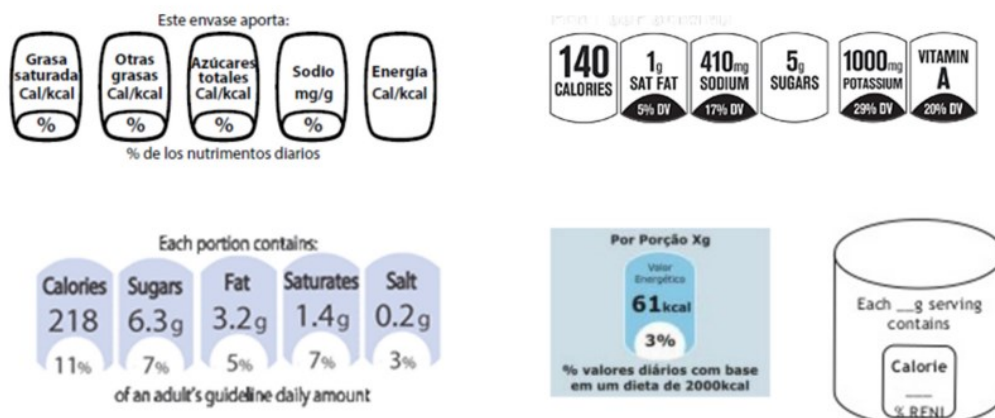 Este envase aporta:
Grasa saturada Cal/kcal %
Otras grasas Cal/kcal %
Azúcares totales Cal/kcal %
Sodio mg/g %
Energía Cal/kcal
% de los nutrimentos diarios
140 CALORIES
1g SAT FAT 5% DV
410mg SODIUM 17% DV
5g SUGARS
1000mg POTASSIUM 29% DV
VITAMIN A 20% DV
Each portion contains:
Calories 218 11%
Sugars 6.3g 7%
Fat 3.2g 5%
Saturates 1.4g 7%
Salt 0.2g 3%
of an adult's guideline daily amount
Por Porção Xg
Valor
Energético
61kcal
3%
% valores diários com base
em um dieta de 2000kcal
Each __g serving
contains
Calorie
___
% RENI